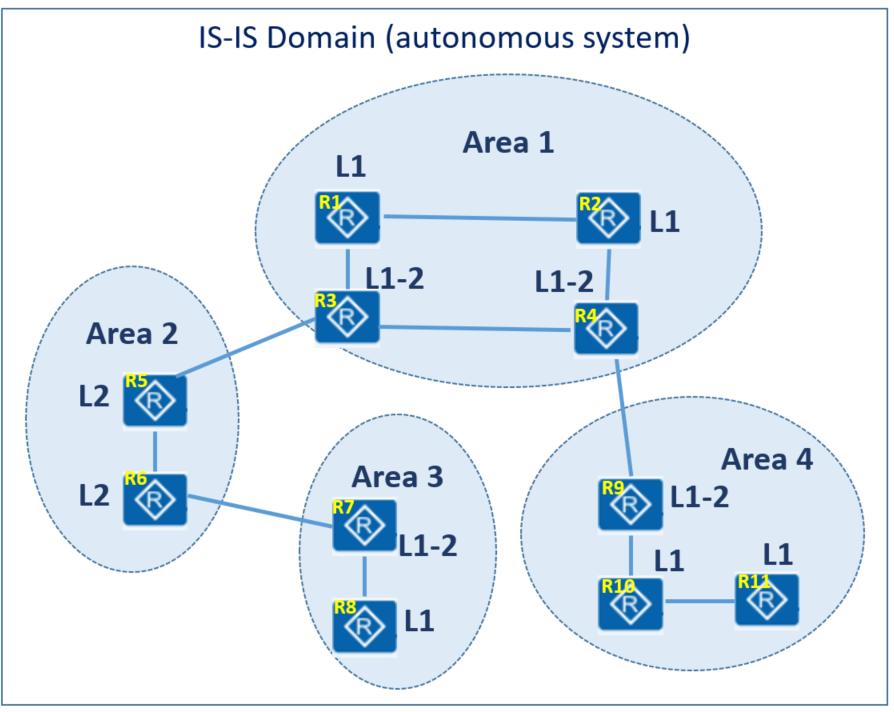 IS-IS Domain (autonomous system)
Area 1
L1
R1
R
R2
R
L1
L1-2
R3
R
L1-2
R4
R
Area 2
L2
R5
R
L2
R6
R
Area 3
R7
R
L1-2
R8
R
L1
Area 4
R9
R
L1-2
L1
R10
R
L1
R11
R